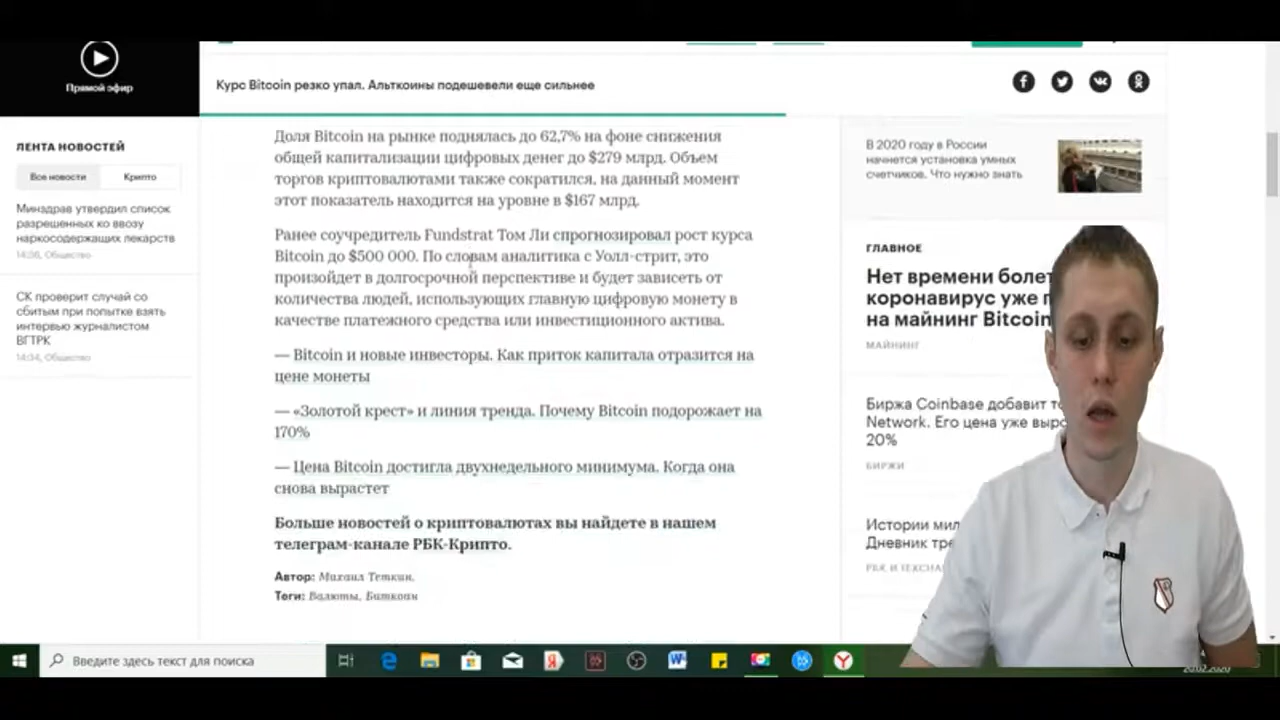 Прямой эфир
Курс Bitcoin резко упал. Альткоины подешевели еще сильнее
ЛЕНТА НОВОСТЕЙ
Все новости
Крипто
Минздрав утвердил список
разрешенных ко ввозу
наркосодержащих лекарств
14:36, Общество
СК проверит случай со
сбитым при попытке взять
интервью журналистом
ВГТРК
14:34, Общество
Доля Bitcoin на рынке поднялась до 62,7% на фоне снижения
общей капитализации цифровых денег до $279 млрд. Объем
торгов криптовалютами также сократился, на данный момент
этот показатель находится на уровне в $167 млрд.
Ранее соучредитель Fundstrat Том Ли спрогнозировал рост курса
Bitcoin до $500 000. По словам аналитика с Уолл-стрит, это
произойдет в долгосрочной перспективе и будет зависеть от
количества людей, использующих главную цифровую монету в
качестве платежного средства или инвестиционного актива.
— Bitcoin и новые инвесторы. Как приток капитала отразится на
цене монеты
— «Золотой крест» и линия тренда. Почему Bitcoin подорожает на
170%
— Цена Bitcoin достигла двухнедельного минимума. Когда она
снова вырастет
Больше новостей о криптовалютах вы найдете в нашем
телеграм-канале РБК-Крипто.
Автор: Михаил Теткин.
Теги: Валюты, Биткоин
В 2020 году в России
начнется установка умных
счетчиков. Что нужно знать
ГЛАВНОЕ
Нет времени болет
коронавирус уже п
на майнинг Bitcoin
МАЙНИНГ
Биржа Coinbase добавит то
Network. Его цена уже выро
20%
БИРЖИ
Истории мил
Дневник тре
Введите здесь текст для поиска
20.02.2020